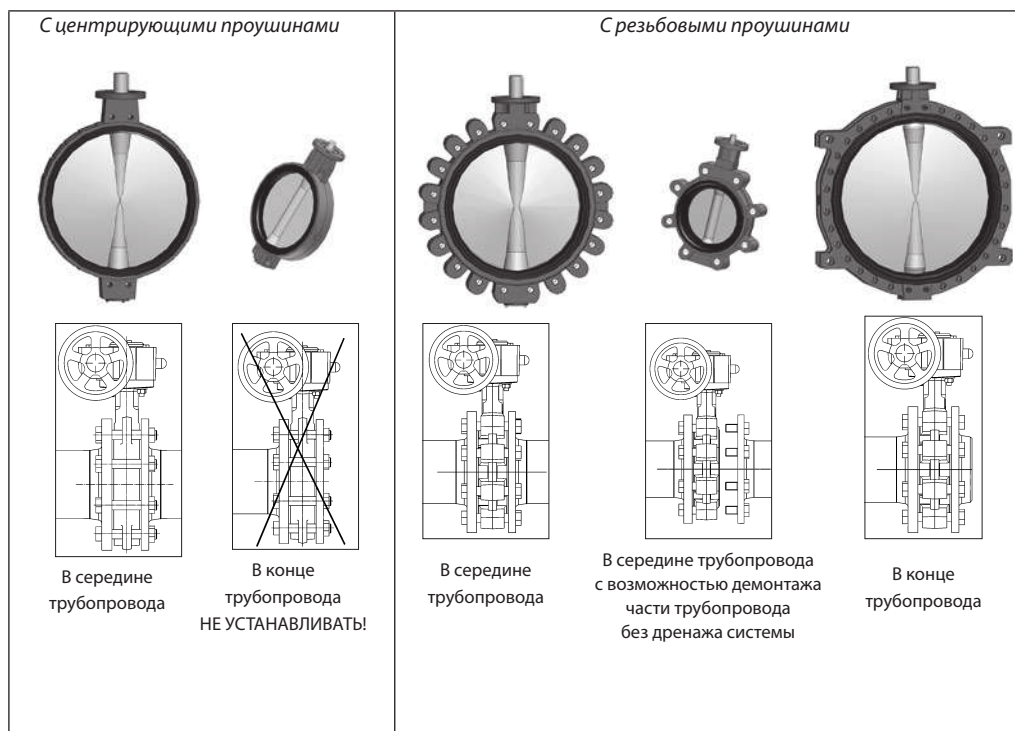 С центрирующими проушинами
С резьбовыми проушинами
В середине
трубопровода
В конце
трубопровода
НЕ УСТАНАВЛИВАТЬ!
В середине
трубопровода
В середине трубопровода
с возможностью демонтажа
части трубопровода
без дренажа системы
В конце
трубопровода